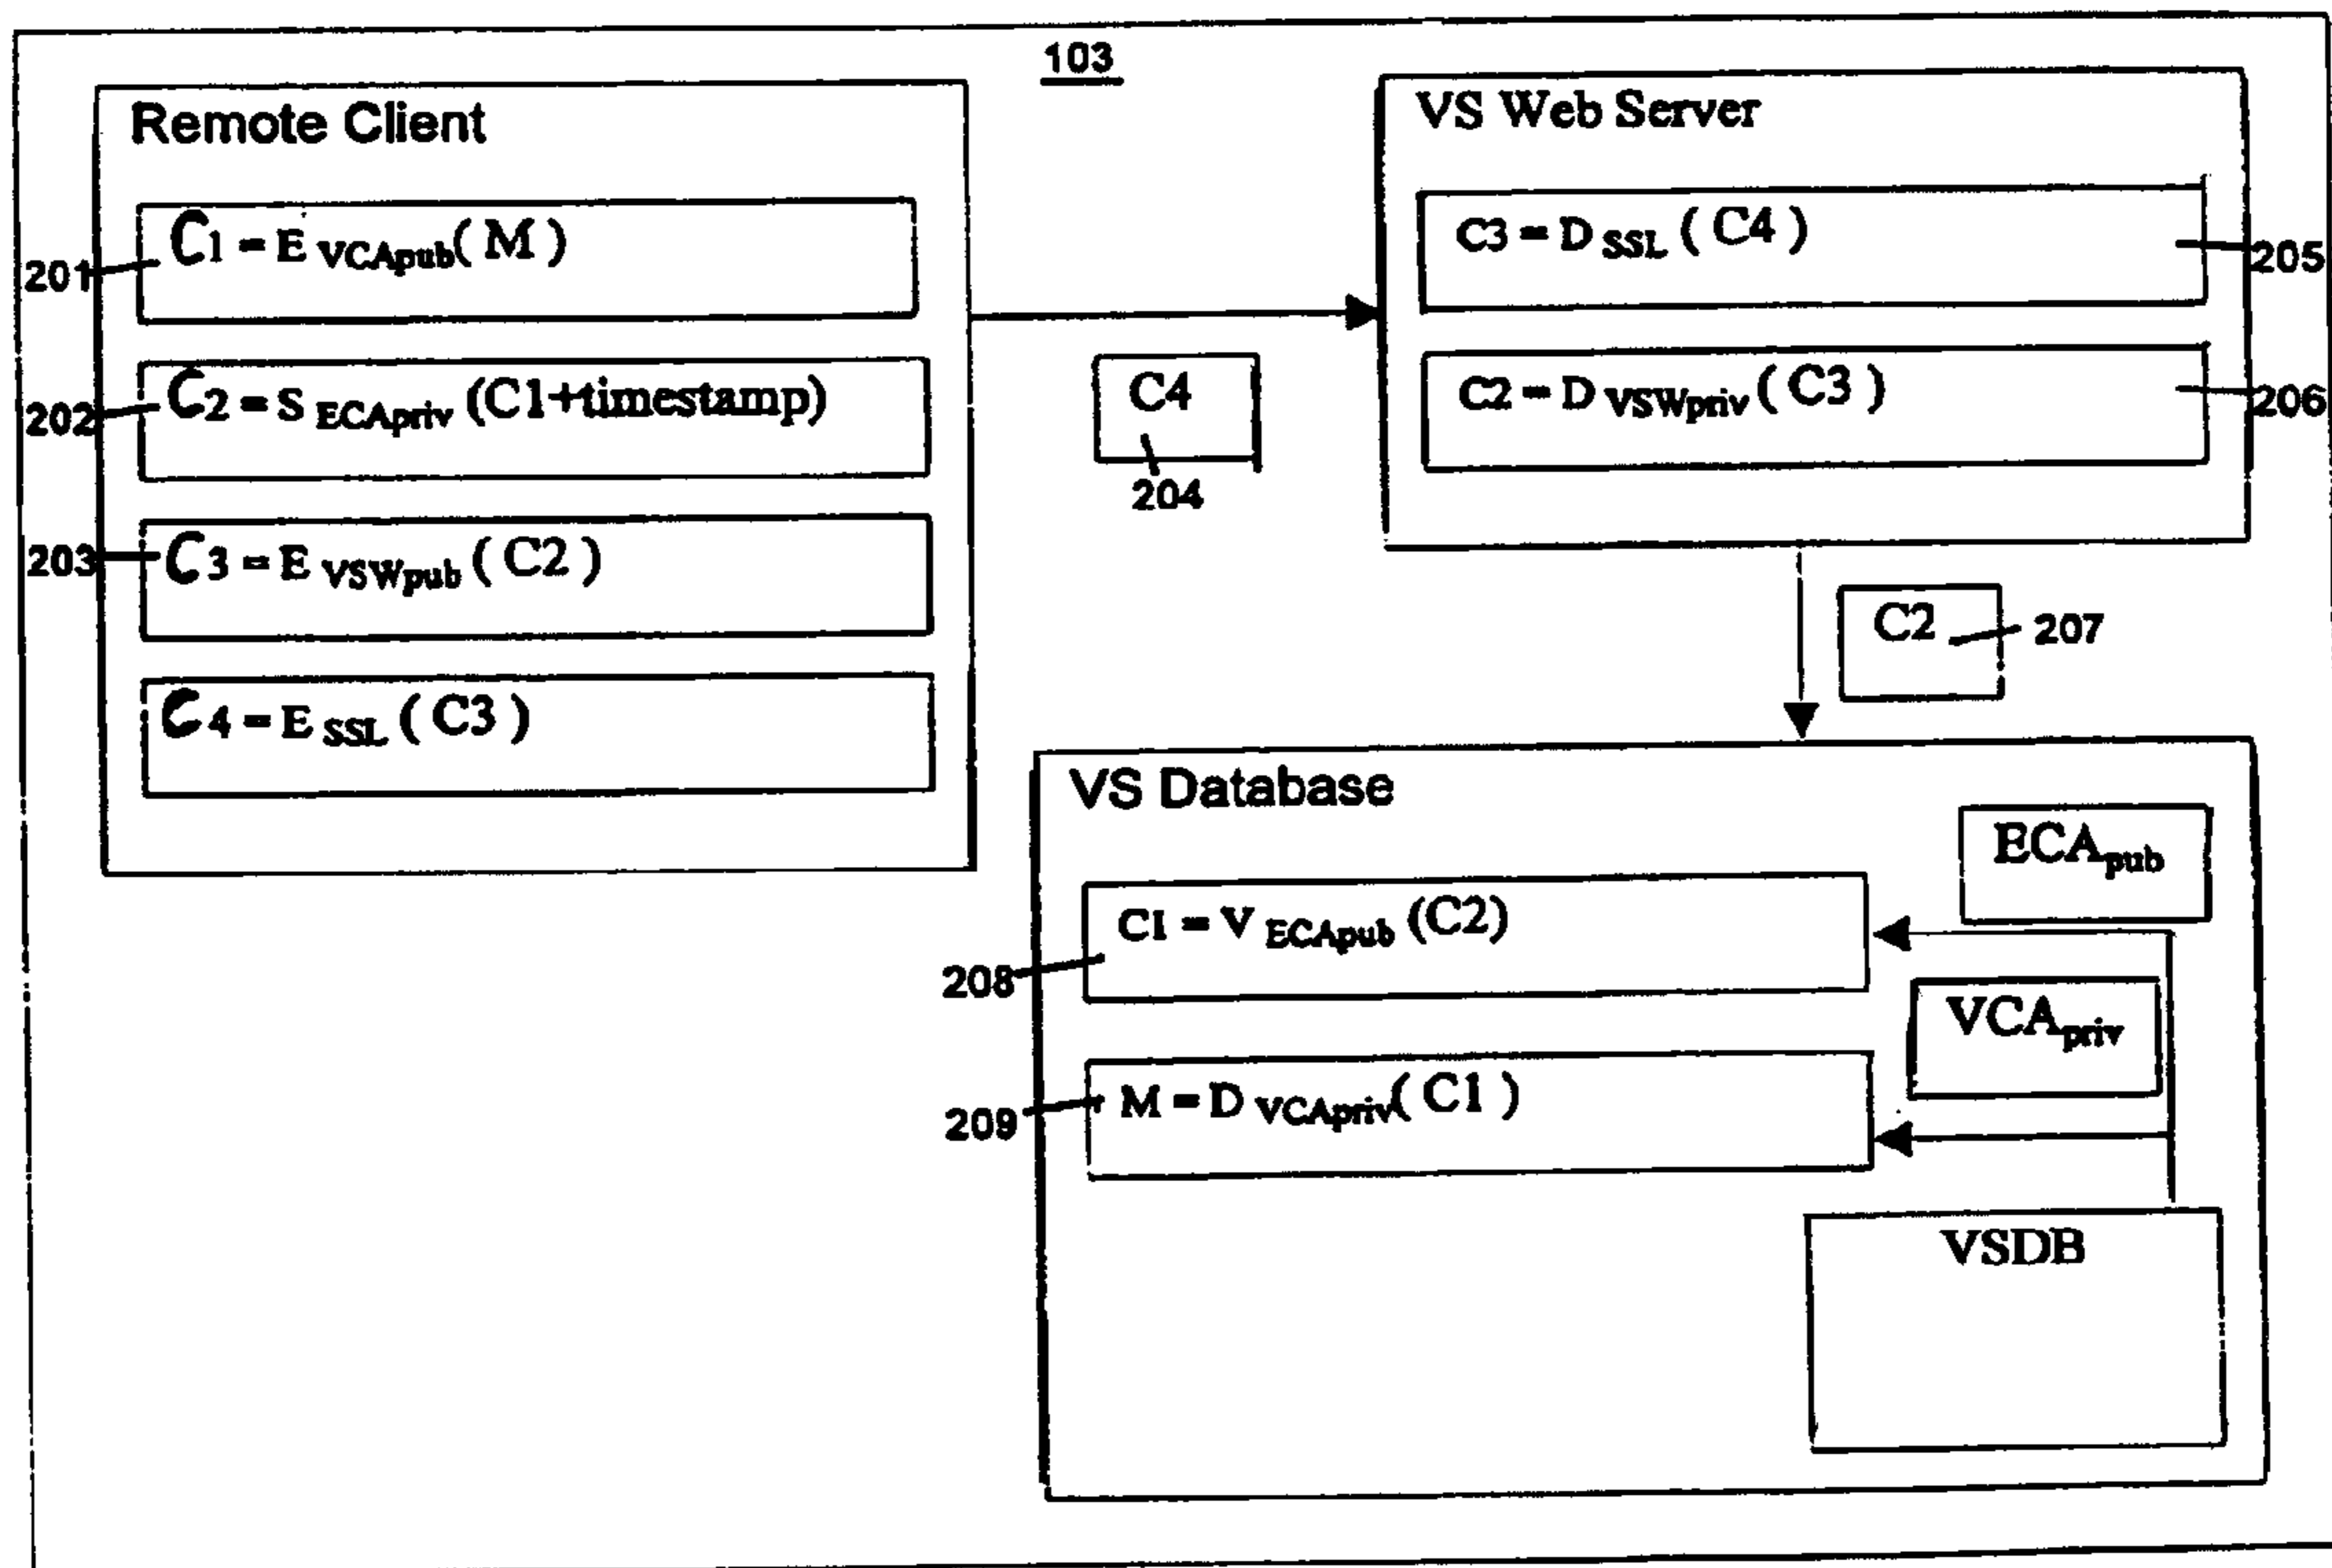 103
Remote Client
C1 = E VCApub ( M )
201
C2 = S ECApriv (C1+timestamp)
202
C3 = E VSWpub ( C2 )
203
C4 = E SSL ( C3 )
C4
204
VS Web Server
C3 = D SSL ( C4 )
205
C2 = D VSWpriv ( C3 )
206
C2
207
VS Database
ECApub
C1 = V ECApub (C2)
208
VCApriv
M = D VCApriv ( C1 )
209
VSDB